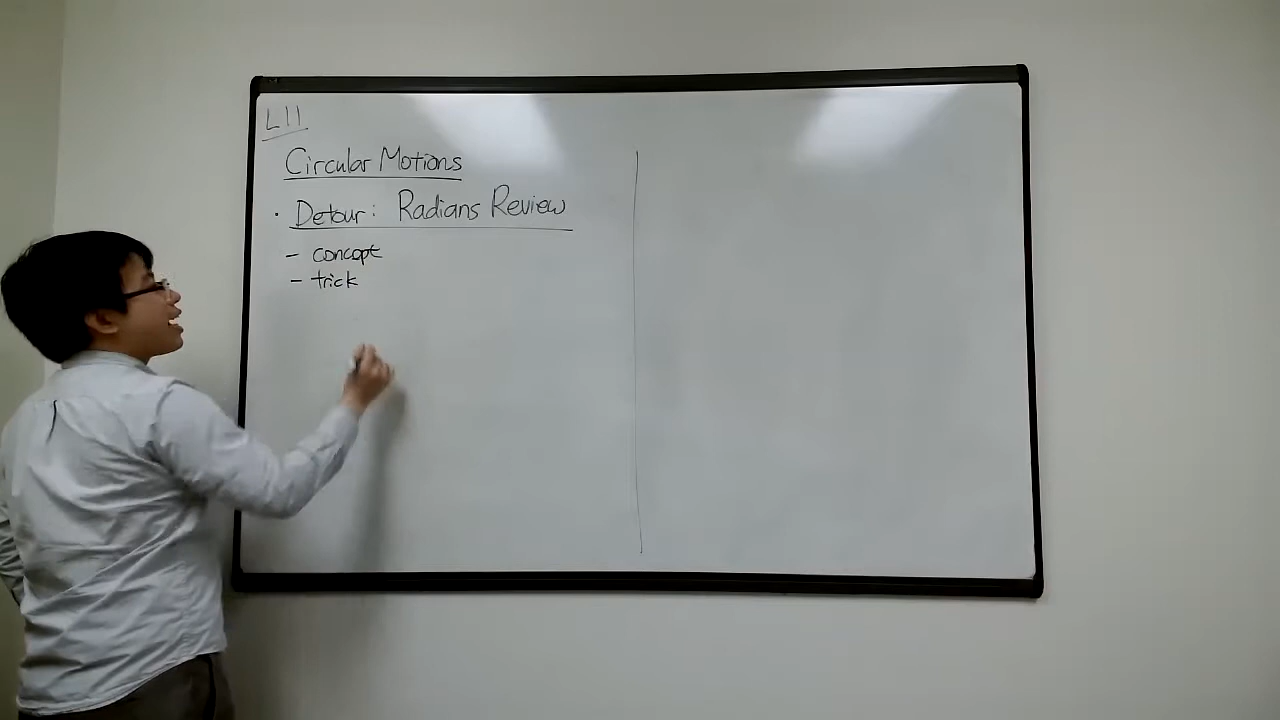 L11
Circular Motions
· Detour: Radians Review
- concept
- trick